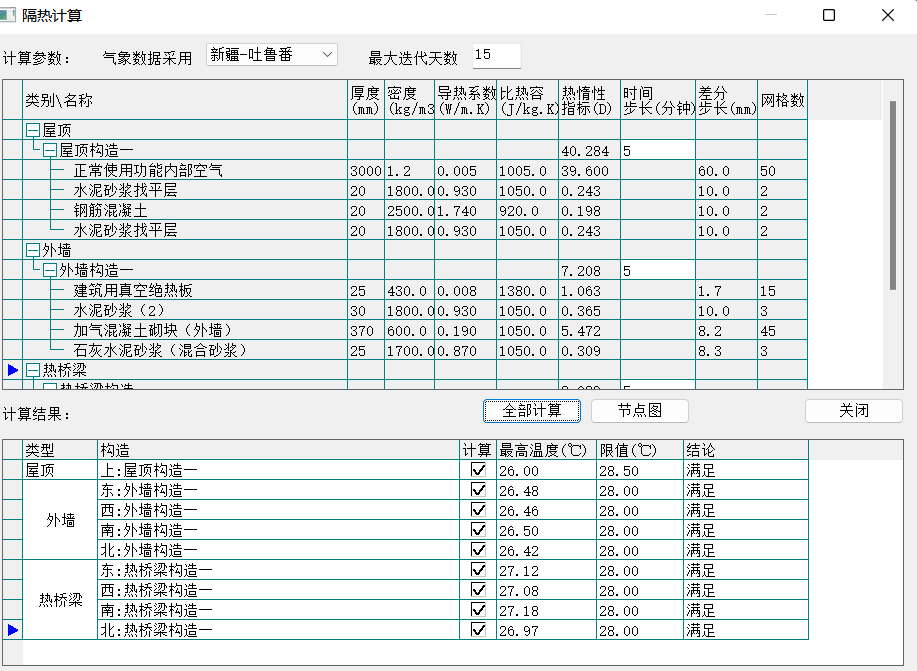 隔热计算
计算参数： 气象数据采用 新疆-吐鲁番 最大迭代天数 15
类别\名称 厚度(mm) 密度(kg/m3 导热系数(W/m.K) 比热容(J/kg.K) 热惰性指标(D) 时间步长(分钟) 差分步长(mm) 网格数
屋顶
屋顶构造一 40.284 5
正常使用功能内部空气 3000 1.2 0.005 1005.0 39.600 60.0 50
水泥砂浆找平层 20 1800.0 0.930 1050.0 0.243 10.0 2
钢筋混凝土 20 2500.0 1.740 920.0 0.198 10.0 2
水泥砂浆找平层 20 1800.0 0.930 1050.0 0.243 10.0 2
外墙
外墙构造一 7.208 5
建筑用真空绝热板 25 430.0 0.008 1380.0 1.063 1.7 15
水泥砂浆（2） 30 1800.0 0.930 1050.0 0.365 10.0 3
加气混凝土砌块（外墙） 370 600.0 0.190 1050.0 5.472 8.2 45
石灰水泥砂浆（混合砂浆） 25 1700.0 0.870 1050.0 0.309 8.3 3
热桥梁
计算结果： 全部计算 节点图 关闭
类型 构造 计算 最高温度(℃) 限值(℃) 结论
屋顶 上:屋顶构造一 26.00 28.50 满足
外墙 东:外墙构造一 26.48 28.00 满足
西:外墙构造一 26.46 28.00 满足
南:外墙构造一 26.50 28.00 满足
北:外墙构造一 26.42 28.00 满足
热桥梁 东:热桥梁构造一 27.12 28.00 满足
西:热桥梁构造一 27.08 28.00 满足
南:热桥梁构造一 27.18 28.00 满足
北:热桥梁构造一 26.97 28.00 满足